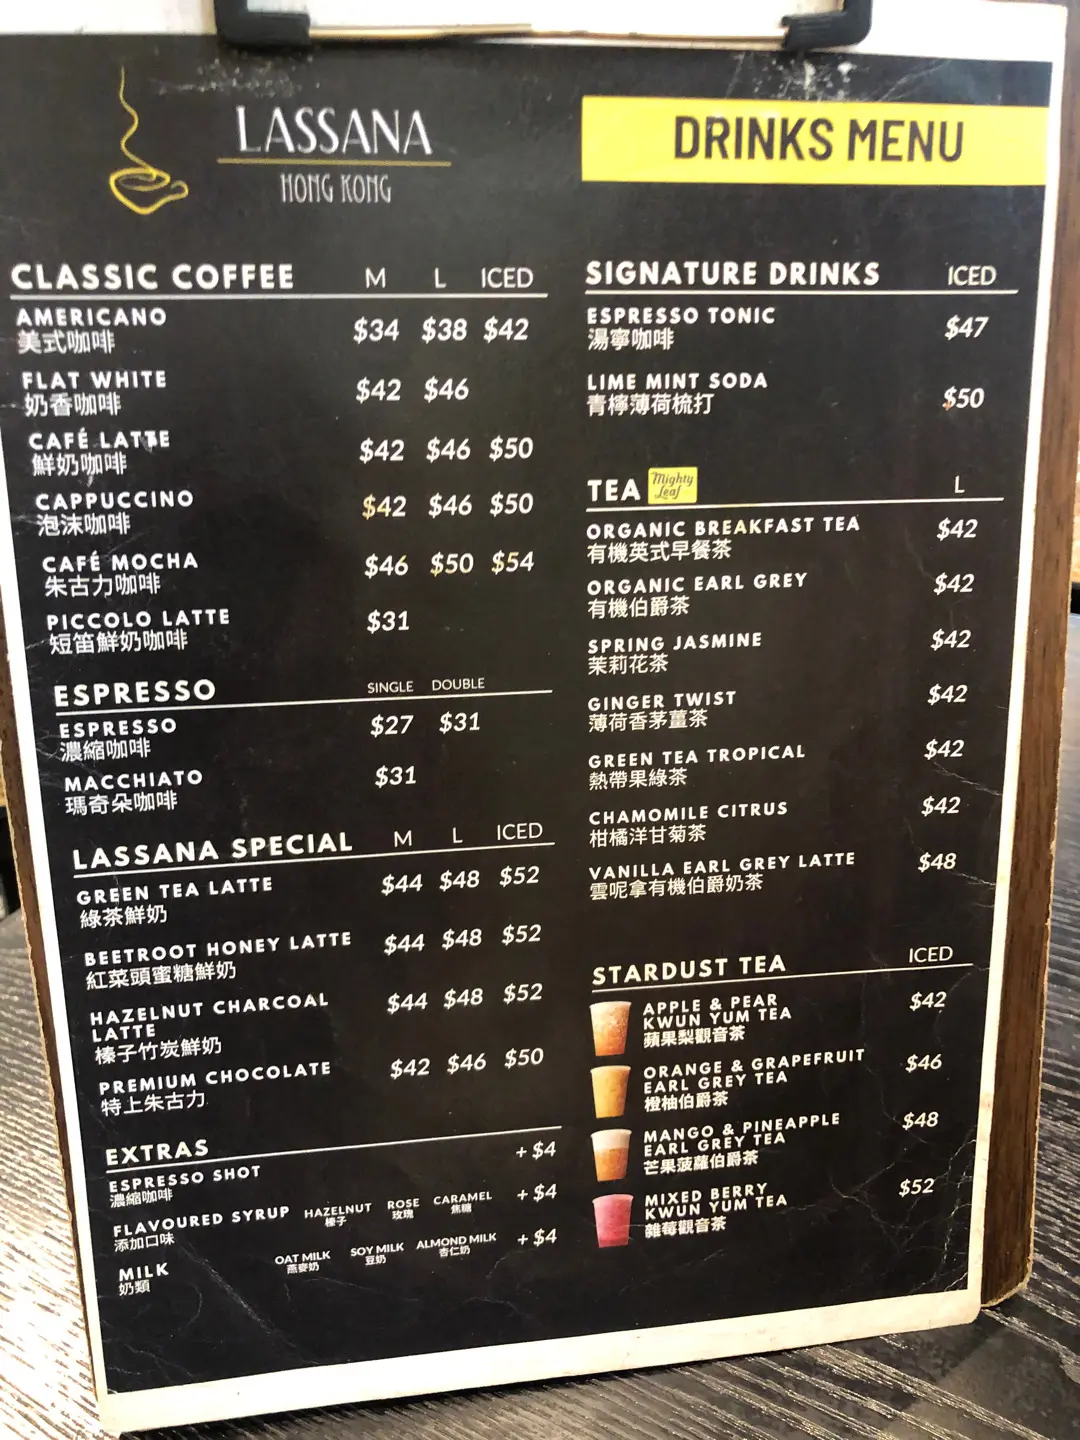 LASSANA
HONG KONG
DRINKS MENU
CLASSIC COFFEE M L ICED
AMERICANO $34 $38 $42
美式咖啡
FLAT WHITE $42 $46
奶香咖啡
CAFÉ LATTE $42 $46 $50
鮮奶咖啡
CAPPUCCINO $42 $46 $50
泡沫咖啡
CAFÉ MOCHA $46 $50 $54
朱古力咖啡
PICCOLO LATTE $31
短笛鮮奶咖啡
ESPRESSO SINGLE DOUBLE
ESPRESSO $27 $31
濃縮咖啡
MACCHIATO $31
瑪奇朵咖啡
LASSANA SPECIAL M L ICED
GREEN TEA LATTE $44 $48 $52
綠茶鮮奶
BEETROOT HONEY LATTE $44 $48 $52
紅菜頭蜜糖鮮奶
HAZELNUT CHARCOAL $44 $48 $52
LATTE
榛子竹炭鮮奶
PREMIUM CHOCOLATE $42 $46 $50
特上朱古力
EXTRAS
ESPRESSO SHOT + $4
濃縮咖啡
FLAVOURED SYRUP HAZELNUT ROSE CARAMEL + $4
添加口味 榛子 玫瑰 焦糖
MILK OAT MILK SOY MILK ALMOND MILK + $4
奶類 燕麥奶 豆奶 杏仁奶
SIGNATURE DRINKS ICED
ESPRESSO TONIC $47
湯寧咖啡
LIME MINT SODA $50
青檸薄荷梳打
TEA Mighty Leaf L
ORGANIC BREAKFAST TEA $42
有機英式早餐茶
ORGANIC EARL GREY $42
有機伯爵茶
SPRING JASMINE $42
茉莉花茶
GINGER TWIST $42
薄荷香茅薑茶
GREEN TEA TROPICAL $42
熱帶果綠茶
CHAMOMILE CITRUS $42
柑橘洋甘菊茶
VANILLA EARL GREY LATTE $48
雲呢拿有機伯爵奶茶
STARDUST TEA ICED
APPLE & PEAR $42
KWUN YUM TEA
蘋果梨觀音茶
ORANGE & GRAPEFRUIT $46
EARL GREY TEA
橙柚伯爵茶
MANGO & PINEAPPLE $48
EARL GREY TEA
芒果菠蘿伯爵茶
MIXED BERRY $52
KWUN YUM TEA
雜莓觀音茶